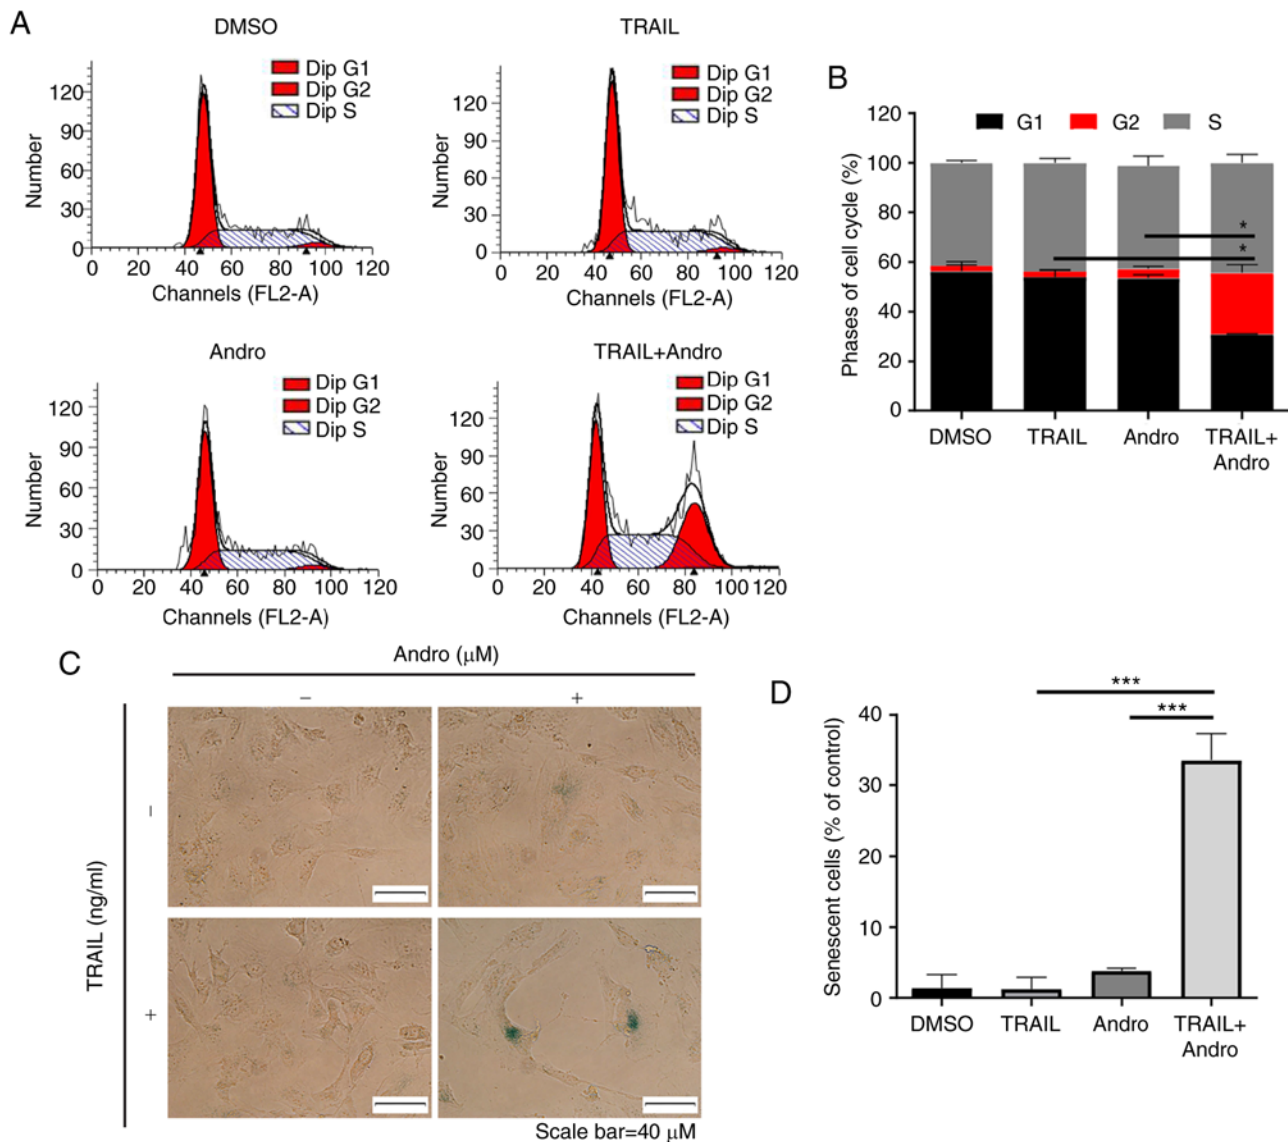 A
DMSO
Dip G1
Dip G2
Dip S
Number
120
90
60
30
0
0 20 40 60 80 100 120
Channels (FL2-A)
TRAIL
Dip G1
Dip G2
Dip S
Number
120
90
60
30
0
0 20 40 60 80 100 120
Channels (FL2-A)
Andro
Dip G1
Dip G2
Dip S
Number
120
90
60
30
0
0 20 40 60 80 100 120
Channels (FL2-A)
TRAIL+Andro
Dip G1
Dip G2
Dip S
Number
120
90
60
30
0
0 20 40 60 80 100 120
Channels (FL2-A)
B
G1 G2 S
Phases of cell cycle (%)
120
100
80
60
40
20
0
*
*
DMSO TRAIL Andro TRAIL+
Andro
C
Andro (μM)
– +
TRAIL (ng/ml)
–
+
Scale bar=40 μM
D
Senescent cells (% of control)
40
30
20
10
0
***
***
DMSO TRAIL Andro TRAIL+
Andro